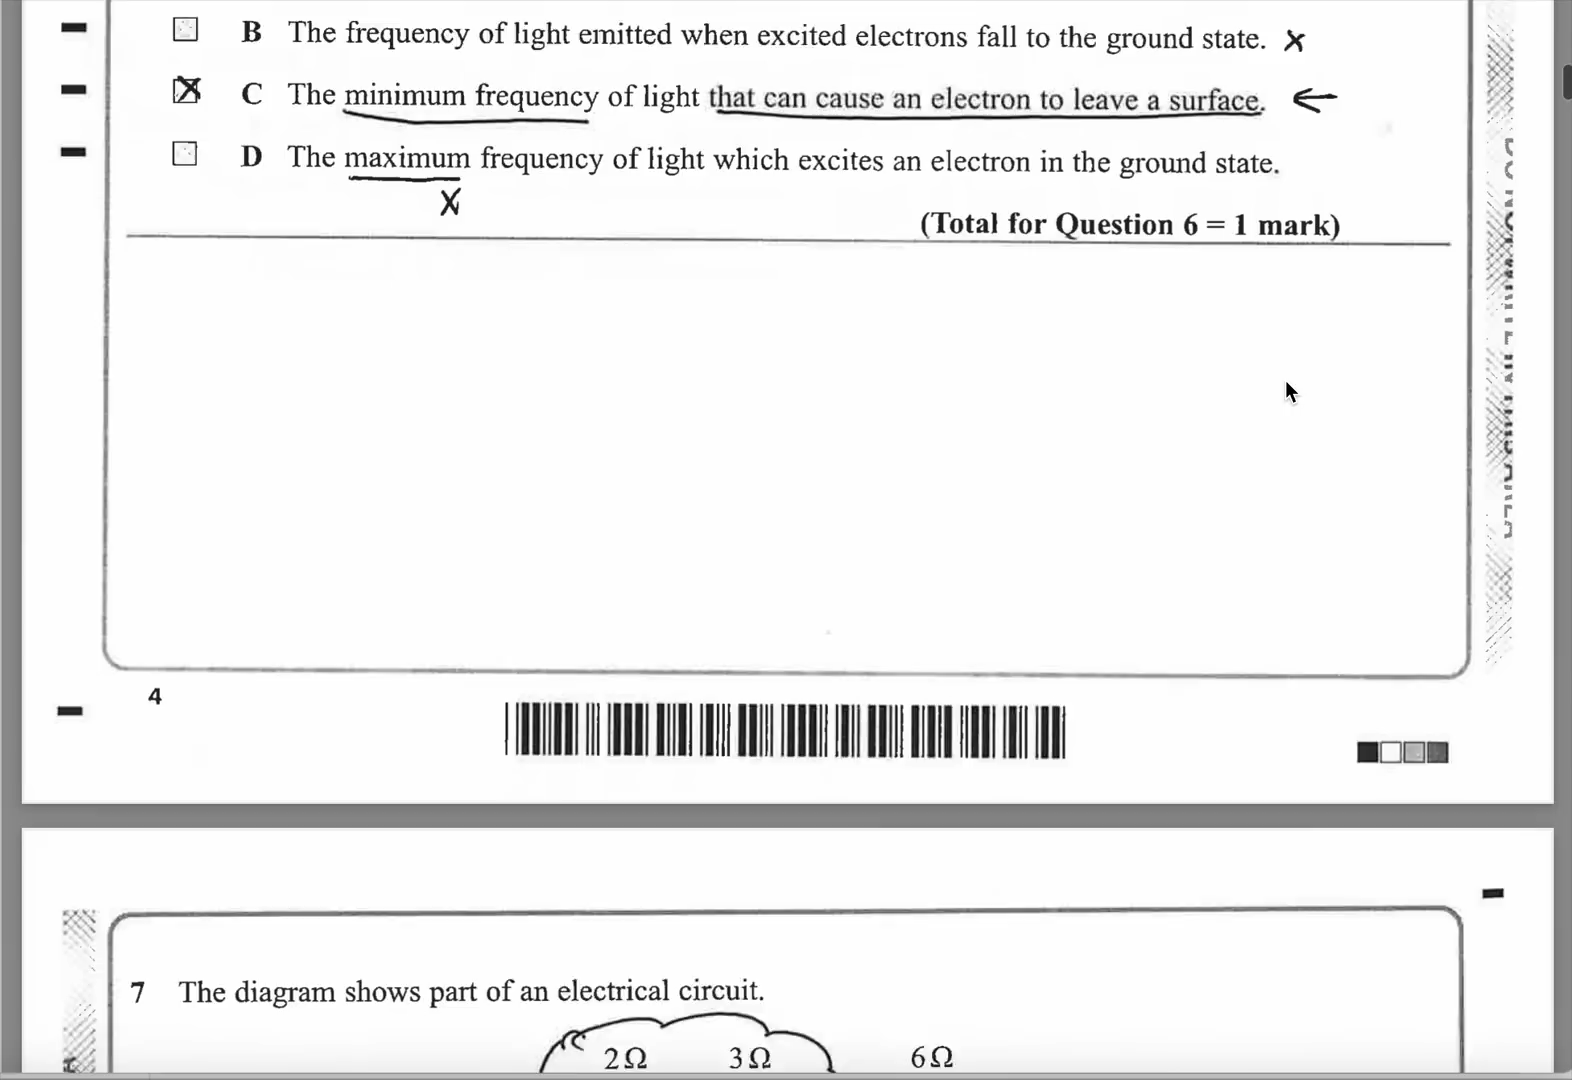 B The frequency of light emitted when excited electrons fall to the ground state. x
C The minimum frequency of light that can cause an electron to leave a surface. ←
D The maximum frequency of light which excites an electron in the ground state.
X
(Total for Question 6 = 1 mark)
4
7 The diagram shows part of an electrical circuit.
2Ω 3Ω 6Ω